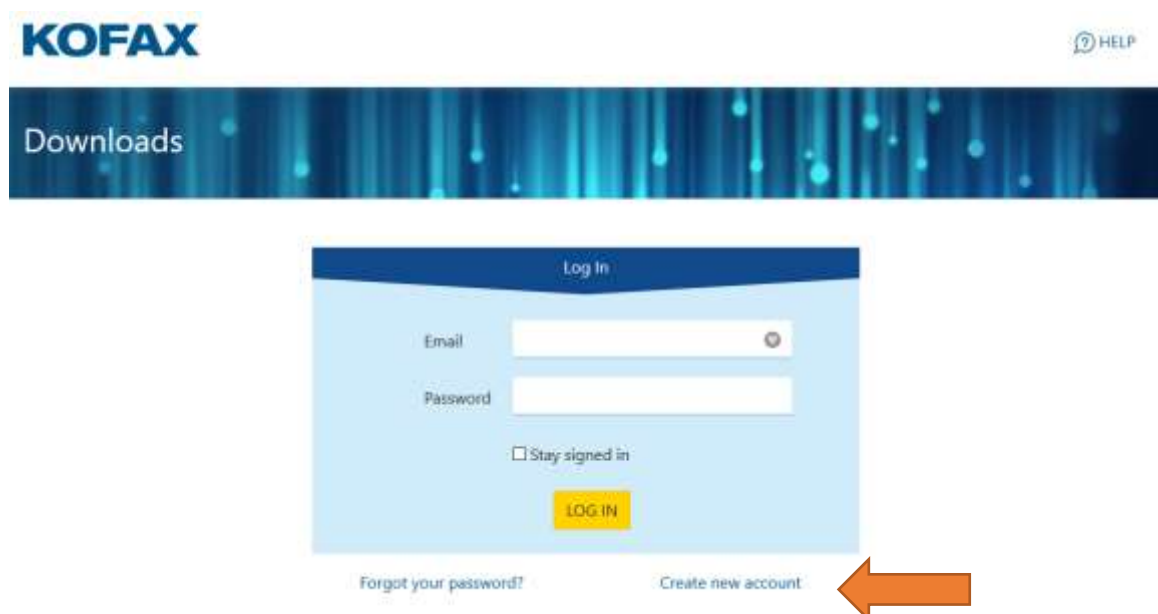 KOFAX
HELP
Downloads
Log In
Email
Password
Stay signed in
LOG IN
Forgot your password?
Create new account